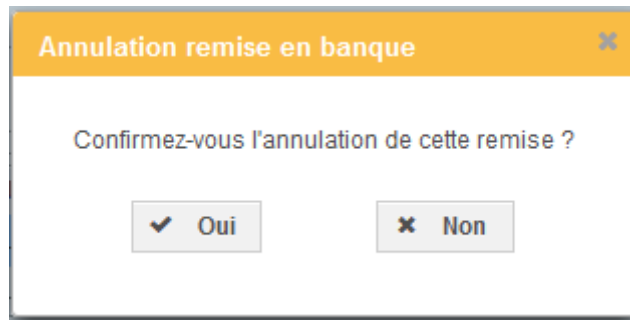 Annulation remise en banque
Confirmez-vous l'annulation de cette remise ?
Oui
Non